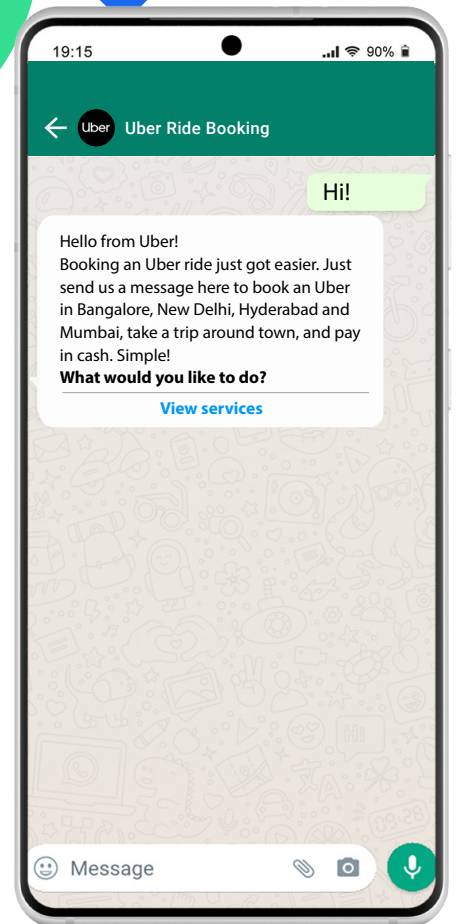 19:15
90%
Uber
Uber Ride Booking
Hi!
Hello from Uber!
Booking an Uber ride just got easier. Just
send us a message here to book an Uber
in Bangalore, New Delhi, Hyderabad and
Mumbai, take a trip around town, and pay
in cash. Simple!
What would you like to do?
View services
HI
Message